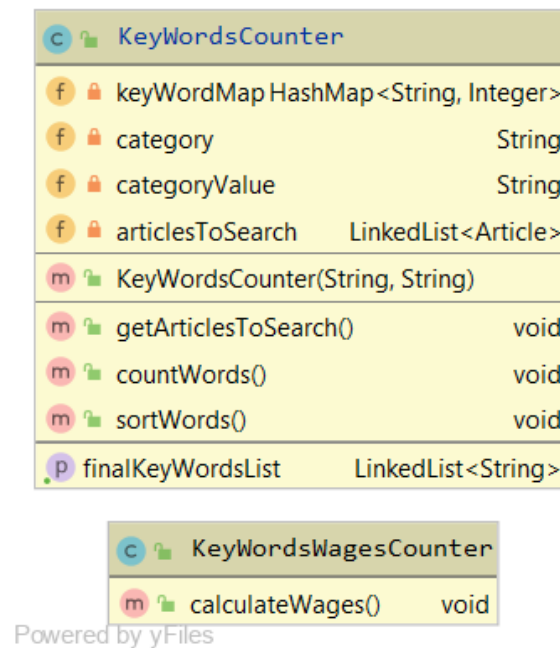 C KeyWordsCounter
f keyWordMap HashMap<String, Integer>
f category String
f categoryValue String
f articlesToSearch LinkedList<Article>
m KeyWordsCounter(String, String)
m getArticlesToSearch() void
m countWords() void
m sortWords() void
p finalKeyWordsList LinkedList<String>
C KeyWordsWagesCounter
m calculateWages() void
Powered by yFiles